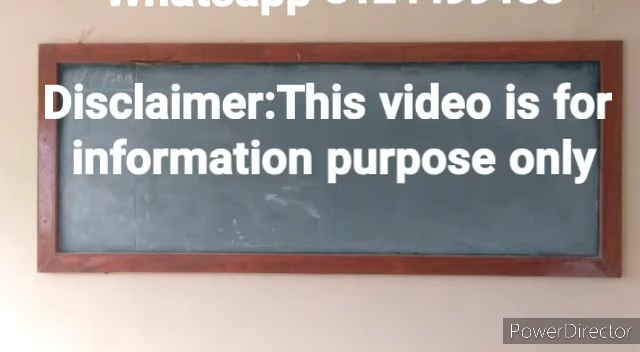 Disclaimer:This video is for
information purpose only
PowerDirector